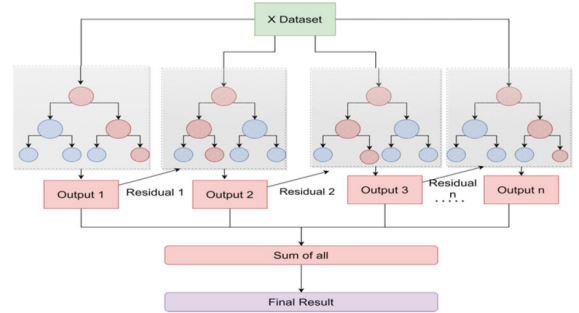 X Dataset
Output 1
Residual 1
Output 2
Residual 2
Output 3
Residual
n
.....
Output n
Sum of all
Final Result